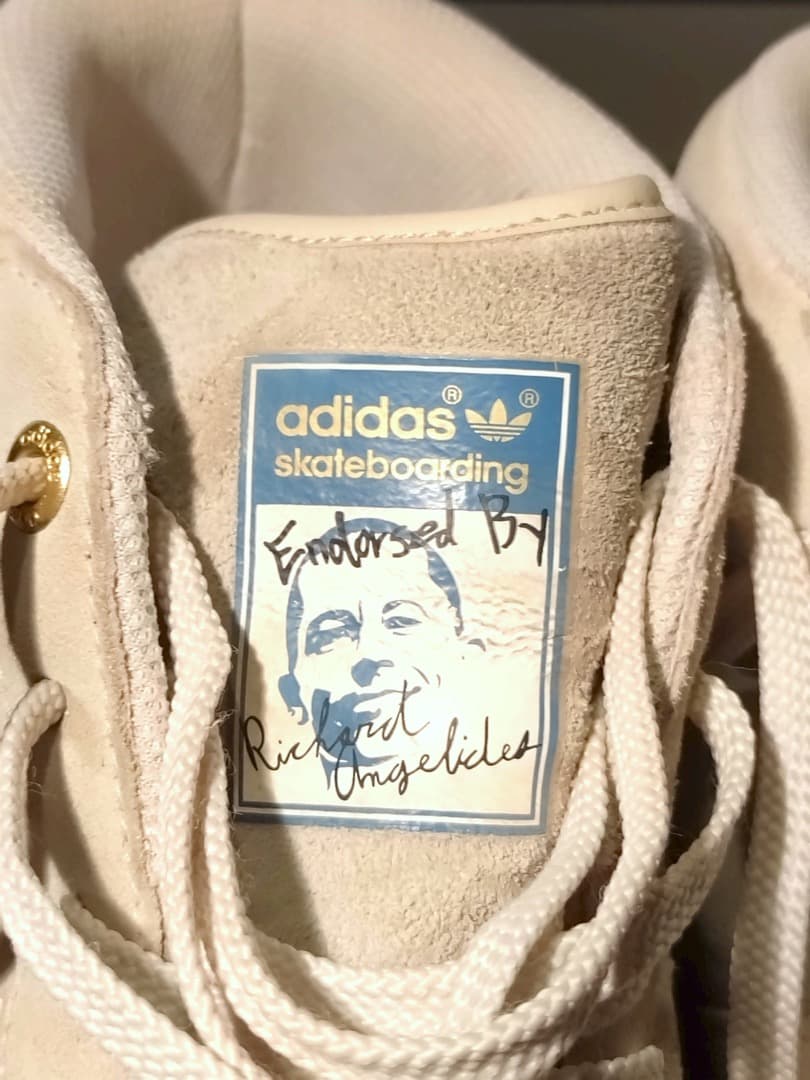 adidas® ®
skateboarding
Endorsed By
Richard
Angelides